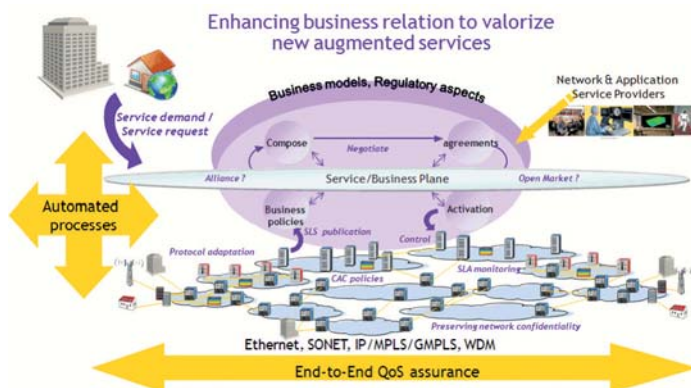 Enhancing business relation to valorize
new augmented services
Business models, Regulatory aspects
Network & Application
Service Providers
Service demand /
Service request
Compose
Negotiate
agreements
Alliance ?
Service/Business Plane
Open Market ?
Automated
processes
Business
policies
SLS publication
Activation
Control
Protocol adaptation
CAC policies
SLA monitoring
Preserving network confidentiality
Ethernet, SONET, IP/MPLS/GMPLS, WDM
End-to-End QoS assurance